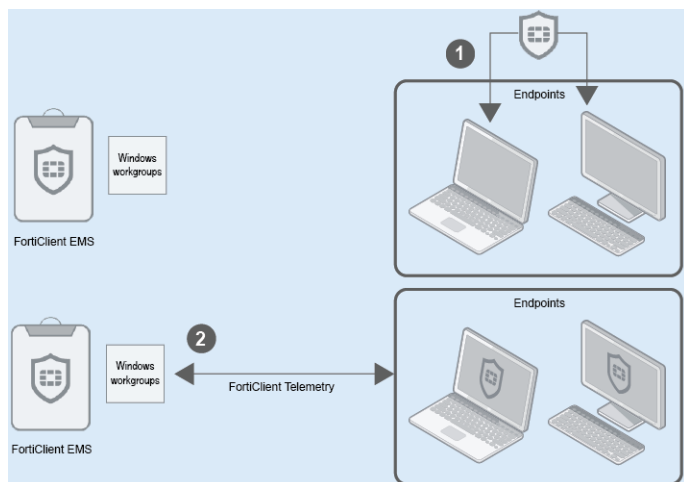 1
Endpoints
Windows
workgroups
FortiClient EMS
Endpoints
2
Windows
workgroups
FortiClient Telemetry
FortiClient EMS